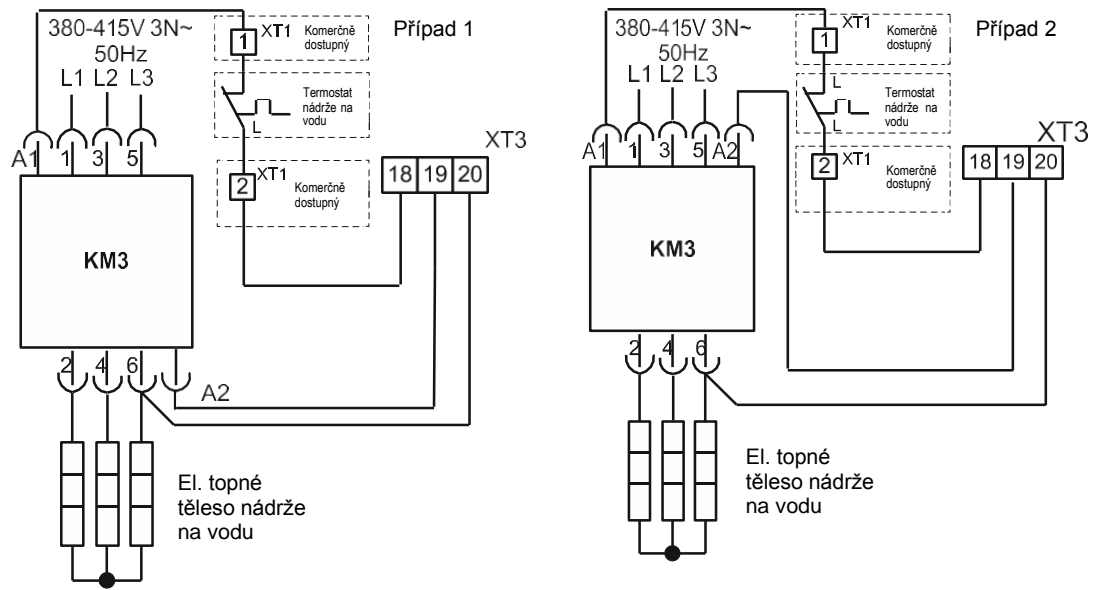 380-415V 3N~
50Hz
L1 L2 L3
1
XT1
Komerčně
dostupný
Případ 1
Termostat
nádrže na
vodu
L
2
XT1
Komerčně
dostupný
XT3
18 19 20
A1 1 3 5
KM3
2 4 6
A2
El. topné
těleso nádrže
na vodu
380-415V 3N~
50Hz
L1 L2 L3
1
XT1
Komerčně
dostupný
Případ 2
L
Termostat
nádrže na
vodu
L
2
XT1
Komerčně
dostupný
XT3
18 19 20
A1 1 3 5 A2
KM3
2 4 6
El. topné
těleso nádrže
na vodu